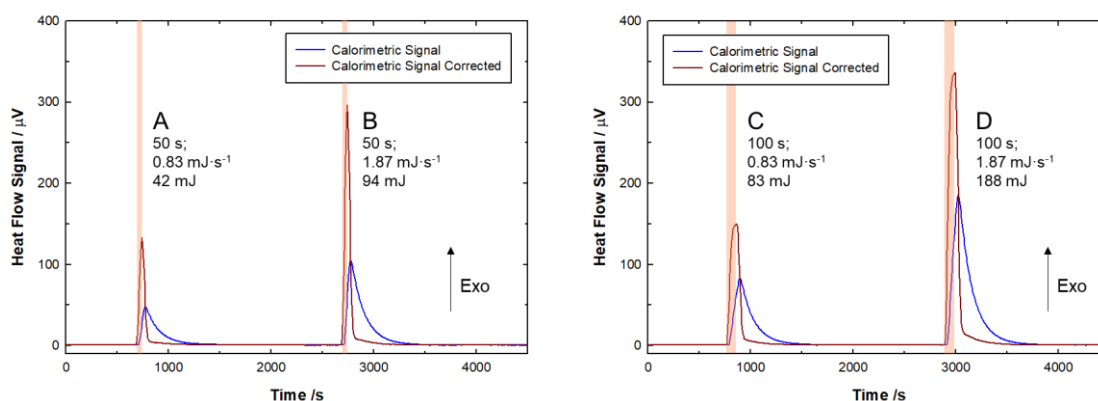 400
300
200
100
0
Heat Flow Signal / μV
Calorimetric Signal
Calorimetric Signal Corrected
A
50 s;
0.83 mJ·s⁻¹
42 mJ
B
50 s;
1.87 mJ·s⁻¹
94 mJ
Exo
0 1000 2000 3000 4000
Time /s
400
300
200
100
0
Heat Flow Signal / μV
Calorimetric Signal
Calorimetric Signal Corrected
C
100 s;
0.83 mJ·s⁻¹
83 mJ
D
100 s;
1.87 mJ·s⁻¹
188 mJ
Exo
0 1000 2000 3000 4000
Time /s